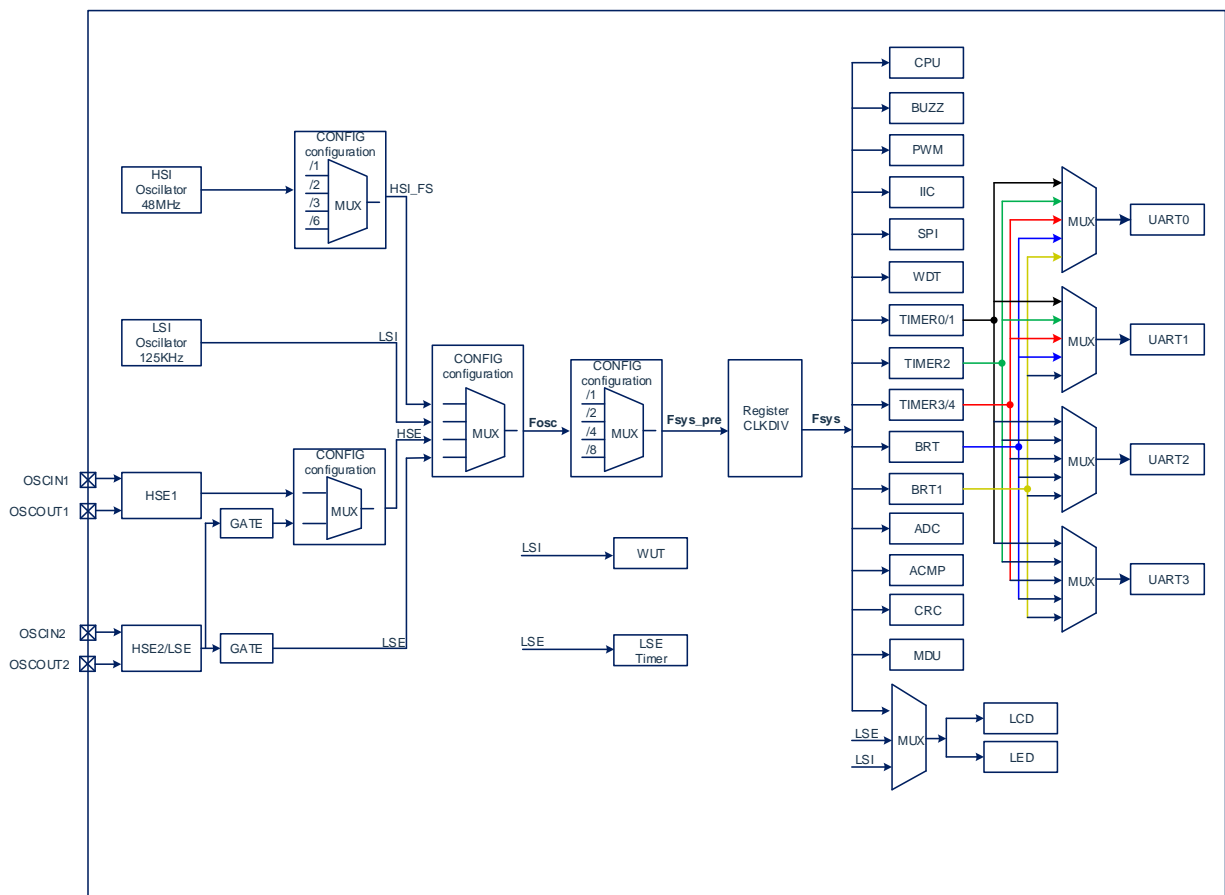 CONFIG
configuration
/1
/2
/3
/6
MUX
HSI
Oscillator
48MHz
HSI_FS
LSI
Oscillator
125KHz
LSI
CONFIG
configuration
MUX
HSE
Fosc
CONFIG
configuration
/1
/2
/4
/8
MUX
Fsys_pre
Register
CLKDIV
Fsys
OSCIN1
OSCOUT1
HSE1
GATE
CONFIG
configuration
MUX
OSCIN2
OSCOUT2
HSE2/LSE
GATE
LSE
LSI
WUT
LSE
LSE
Timer
CPU
BUZZ
PWM
IIC
SPI
WDT
TIMER0/1
TIMER2
TIMER3/4
BRT
BRT1
ADC
ACMP
CRC
MDU
LSE
LSI
MUX
LCD
LED
MUX
UART0
MUX
UART1
MUX
UART2
MUX
UART3